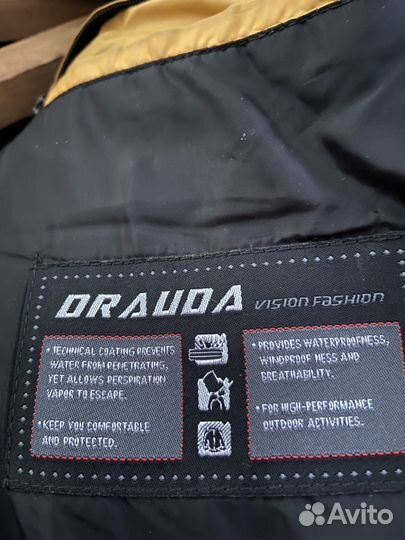 DRAUDA VISION FASHION
• TECHNICAL COATING PREVENTS
WATER FROM PENETRATING,
YET ALLOWS PERSPIRATION
VAPOR TO ESCAPE.
• KEEP YOU COMFORTABLE
AND PROTECTED.
• PROVIDES WATERPROOFNESS,
WINDPROOF NESS AND
BREATHABILITY.
• FOR HIGH-PERFORMANCE
OUTDOOR ACTIVITIES.
Avito